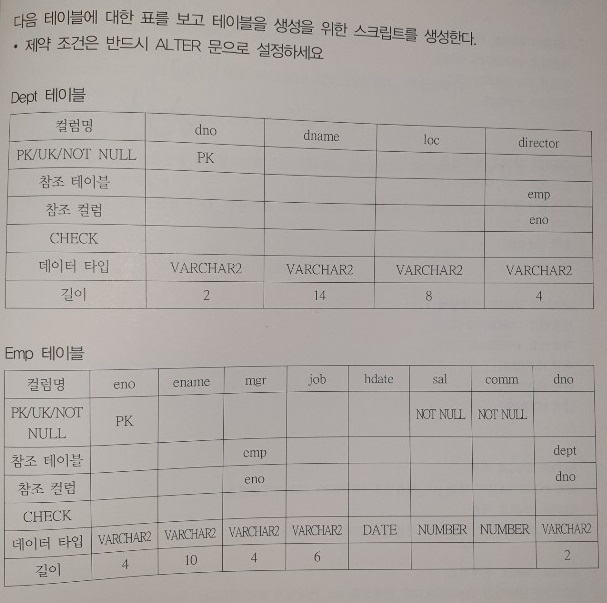 다음 테이블에 대한 표를 보고 테이블을 생성을 위한 스크립트를 생성한다.
• 제약 조건은 반드시 ALTER 문으로 설정하세요
Dept 테이블
컬럼명 dno dname loc director
PK/UK/NOT NULL PK
참조 테이블 emp
참조 컬럼 eno
CHECK
데이터 타입 VARCHAR2 VARCHAR2 VARCHAR2 VARCHAR2
길이 2 14 8 4
Emp 테이블
컬럼명 eno ename mgr job hdate sal comm dno
PK/UK/NOT
NULL PK NOT NULL NOT NULL
참조 테이블 emp dept
참조 컬럼 eno dno
CHECK
데이터 타입 VARCHAR2 VARCHAR2 VARCHAR2 VARCHAR2 DATE NUMBER NUMBER VARCHAR2
길이 4 10 4 6 2